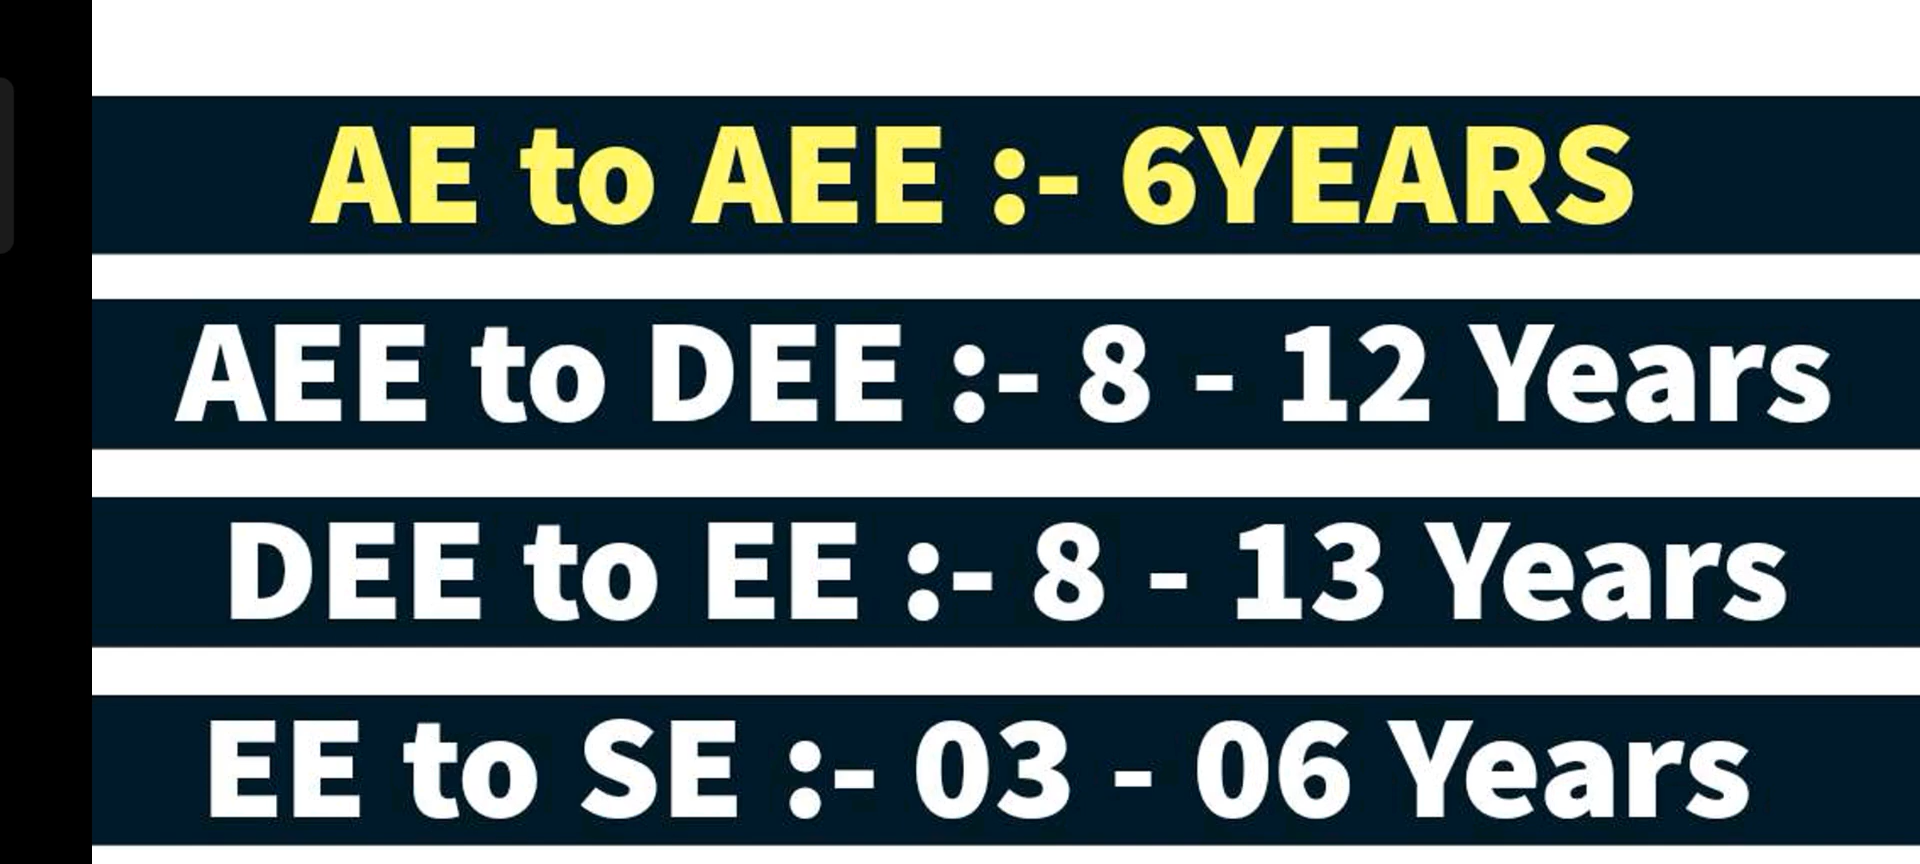 AE to AEE :- 6YEARS
AEE to DEE :- 8 - 12 Years
DEE to EE :- 8 - 13 Years
EE to SE :- 03 - 06 Years